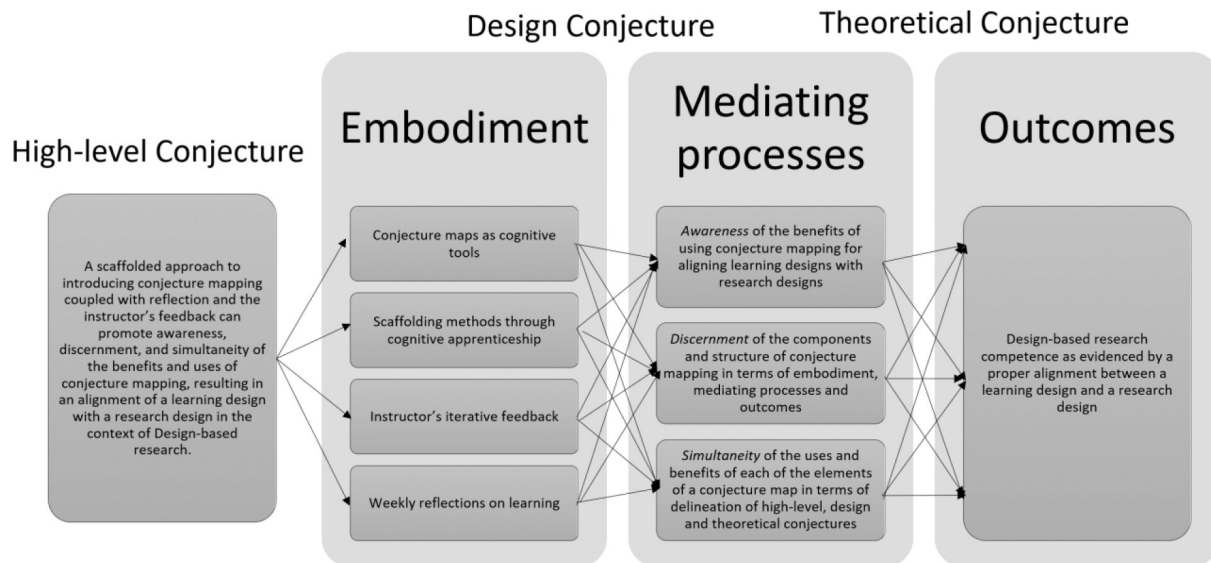 Design Conjecture
Theoretical Conjecture
High-level Conjecture
Embodiment
Mediating
processes
Outcomes
A scaffolded approach to
introducing conjecture mapping
coupled with reflection and the
instructor's feedback can
promote awareness,
discernment, and simultaneity of
the benefits and uses of
conjecture mapping, resulting in
an alignment of a learning design
with a research design in the
context of Design-based
research.
Conjecture maps as cognitive
tools
Scaffolding methods through
cognitive apprenticeship
Instructor's iterative feedback
Weekly reflections on learning
Awareness of the benefits of
using conjecture mapping for
aligning learning designs with
research designs
Discernment of the components
and structure of conjecture
mapping in terms of embodiment,
mediating processes and
outcomes
Simultaneity of the uses and
benefits of each of the elements
of a conjecture map in terms of
delineation of high-level, design
and theoretical conjectures
Design-based research
competence as evidenced by a
proper alignment between a
learning design and a research
design